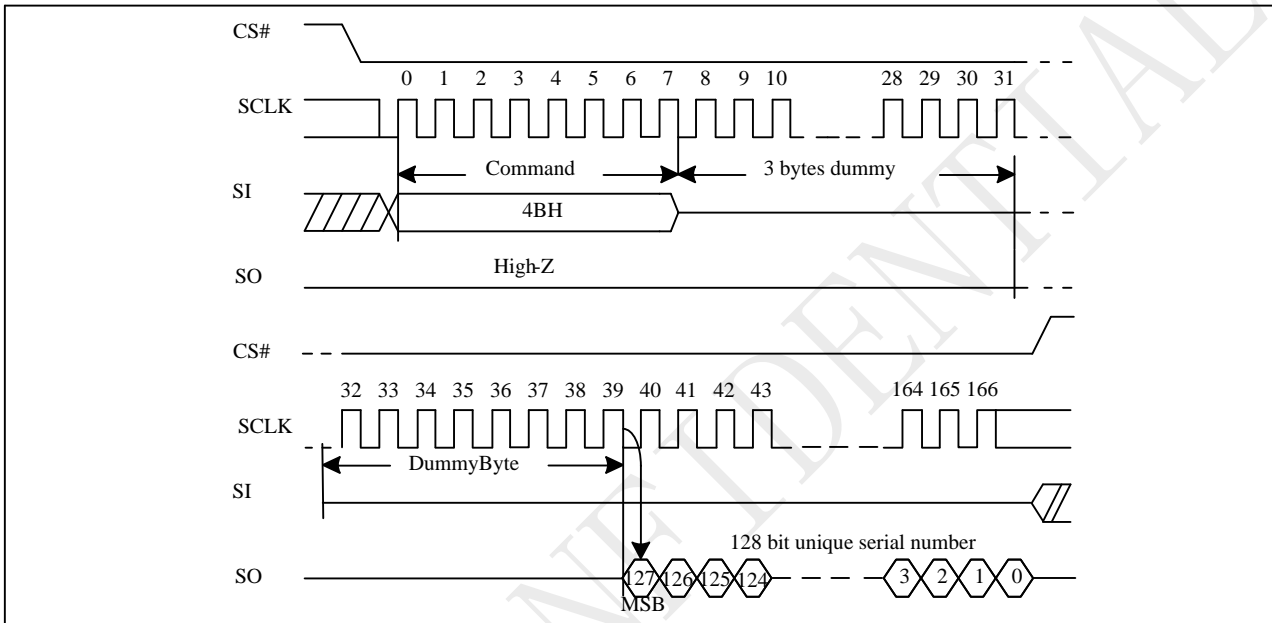 CS#
0 1 2 3 4 5 6 7 8 9 10 28 29 30 31
SCLK
Command 3 bytes dummy
SI
4BH
High-Z
SO
CS#
32 33 34 35 36 37 38 39 40 41 42 43 164 165 166
SCLK
DummyByte
SI
128 bit unique serial number
SO 127 126 125 124 3 2 1 0
MSB